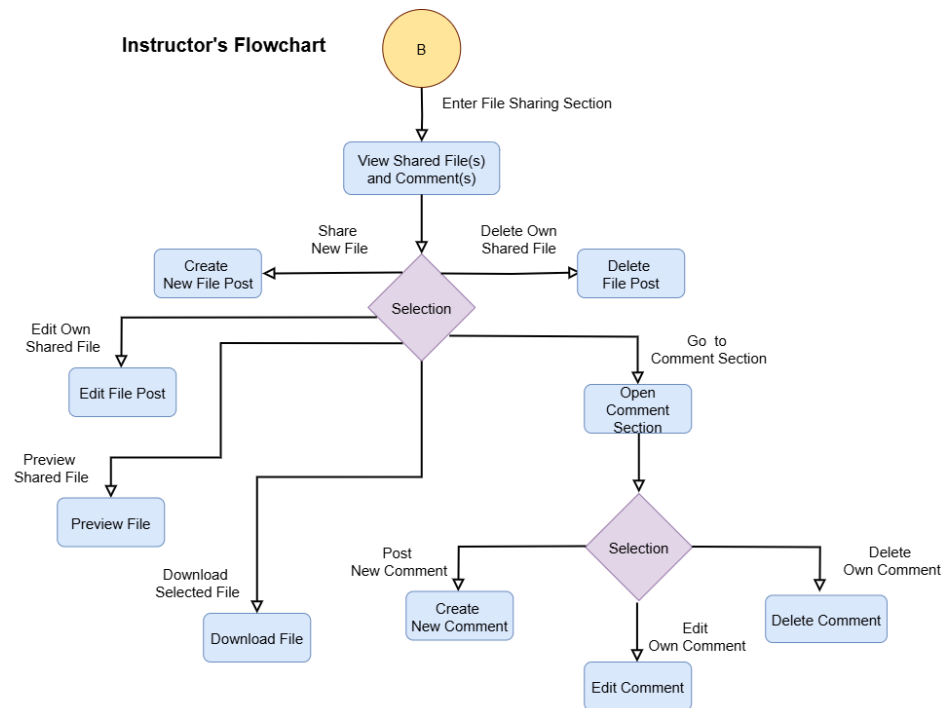 Instructor's Flowchart
B
Enter File Sharing Section
View Shared File(s)
and Comment(s)
Share
New File
Delete Own
Shared File
Create
New File Post
Delete
File Post
Selection
Edit Own
Shared File
Go to
Comment Section
Edit File Post
Open
Comment
Section
Preview
Shared File
Preview File
Selection
Post
New Comment
Delete
Own Comment
Download
Selected File
Create
New Comment
Delete Comment
Download File
Edit
Own Comment
Edit Comment